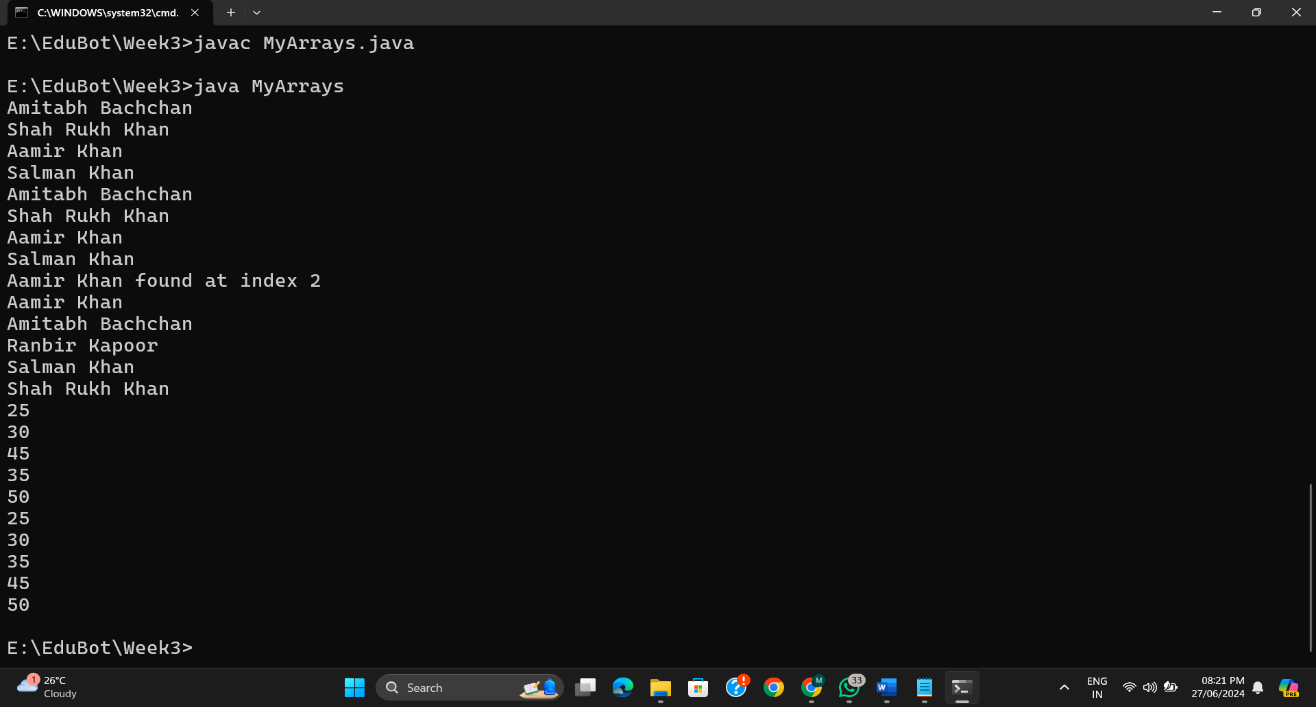 C:\WINDOWS\system32\cmd.
E:\EduBot\Week3>javac MyArrays.java
E:\EduBot\Week3>java MyArrays
Amitabh Bachchan
Shah Rukh Khan
Aamir Khan
Salman Khan
Amitabh Bachchan
Shah Rukh Khan
Aamir Khan
Salman Khan
Aamir Khan found at index 2
Aamir Khan
Amitabh Bachchan
Ranbir Kapoor
Salman Khan
Shah Rukh Khan
25
30
45
35
50
25
30
35
45
50
E:\EduBot\Week3>
1
26°C
Cloudy
Search
M
33
W
ENG
IN
08:21 PM
27/06/2024
PRE